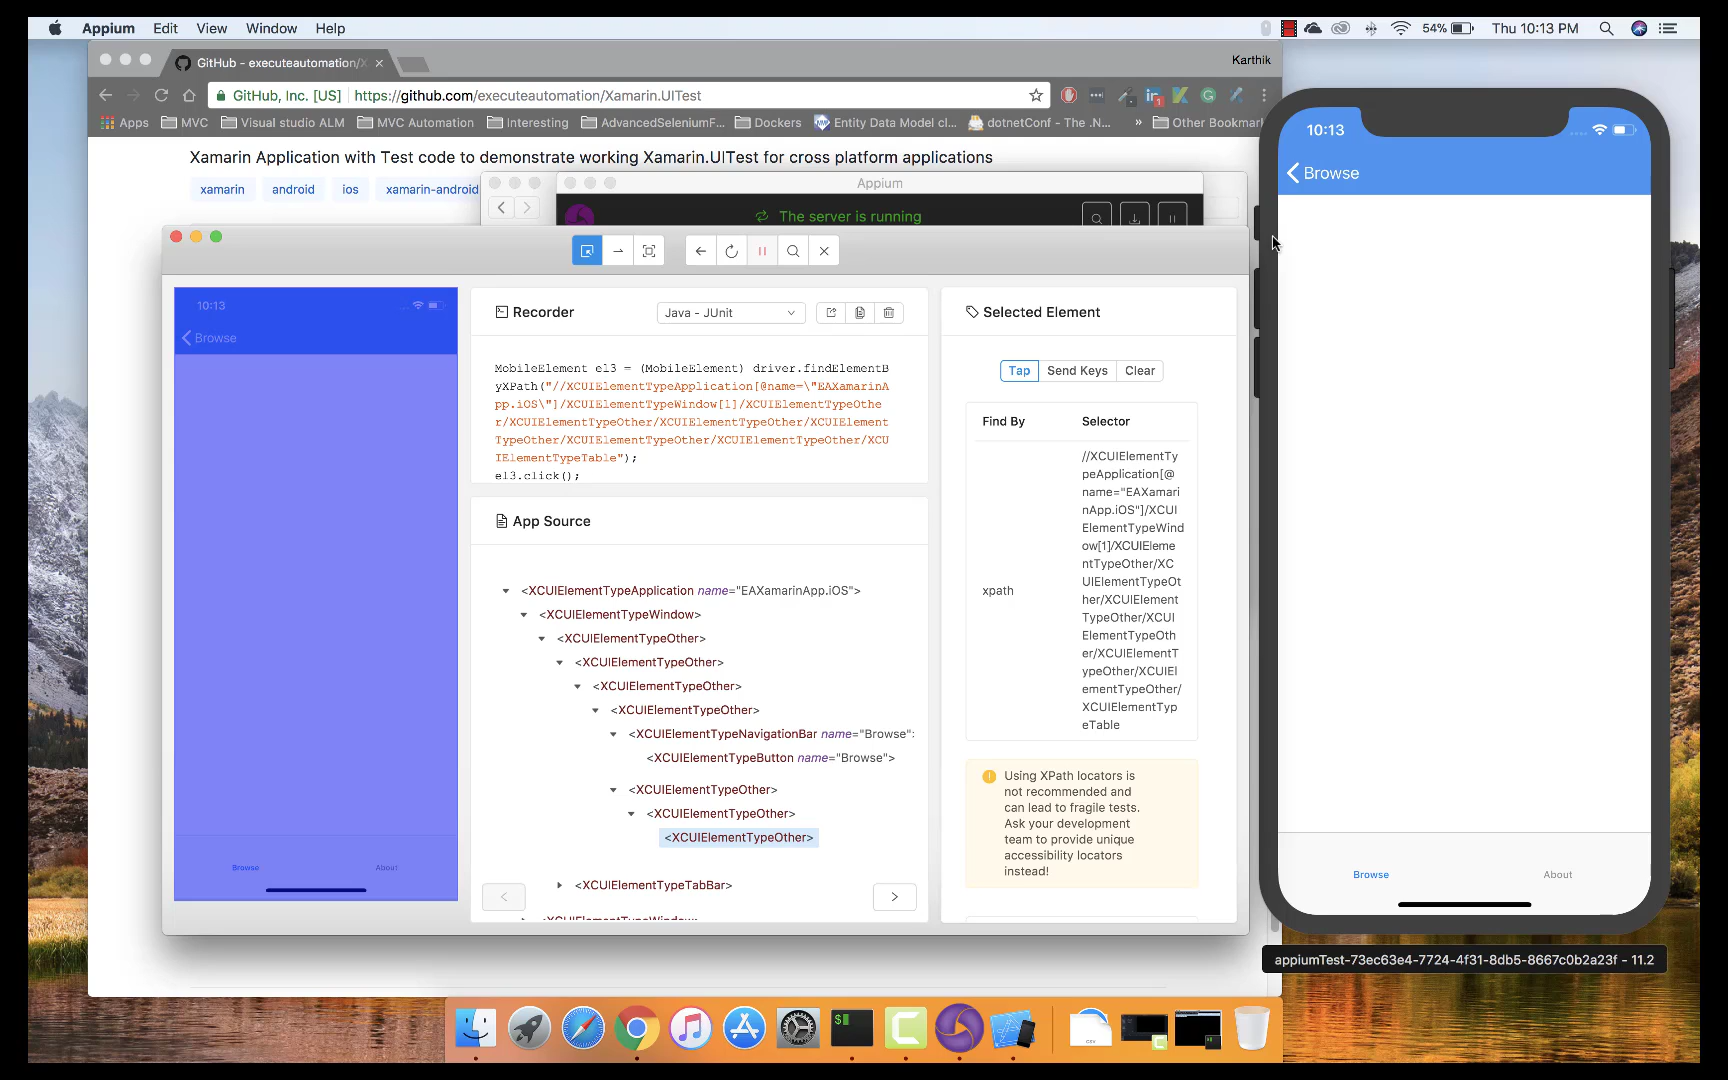 Appium Edit View Window Help
54% Thu 10:13 PM
GitHub - executeautomation/X
Karthik
GitHub, Inc. [US] https://github.com/executeautomation/Xamarin.UITest
Apps MVC Visual studio ALM MVC Automation Interesting AdvancedSeleniumF... Dockers Entity Data Model cl... dotnetConf - The .N... » Other Bookmar
Xamarin Application with Test code to demonstrate working Xamarin.UITest for cross platform applications
xamarin android ios xamarin-android
Appium
The server is running
10:13
Browse
Browse
About
Recorder
Java - JUnit
MobileElement el3 = (MobileElement) driver.findElementB
yXPath("//XCUIElementTypeApplication[@name=\"EAXamarinA
pp.iOS\"]/XCUIElementTypeWindow[1]/XCUIElementTypeOthe
r/XCUIElementTypeOther/XCUIElementTypeOther/XCUIElement
TypeOther/XCUIElementTypeOther/XCUIElementTypeOther/XCU
IElementTypeTable");
el3.click();
App Source
<XCUIElementTypeApplication name="EAXamarinApp.iOS">
<XCUIElementTypeWindow>
<XCUIElementTypeOther>
<XCUIElementTypeOther>
<XCUIElementTypeOther>
<XCUIElementTypeOther>
<XCUIElementTypeNavigationBar name="Browse":
<XCUIElementTypeButton name="Browse">
<XCUIElementTypeOther>
<XCUIElementTypeOther>
<XCUIElementTypeOther>
<XCUIElementTypeTabBar>
<XCUIElementTypeWindow>
Selected Element
Tap Send Keys Clear
Find By Selector
xpath
//XCUIElementTy
peApplication[@
name="EAXamari
nApp.iOS"]/XCUI
ElementTypeWind
ow[1]/XCUIEleme
ntTypeOther/XC
UIElementTypeOt
her/XCUIElement
TypeOther/XCUI
ElementTypeOth
er/XCUIElementT
ypeOther/XCUIEl
ementTypeOther/
XCUIElementTyp
eTable
Using XPath locators is
not recommended and
can lead to fragile tests.
Ask your development
team to provide unique
accessibility locators
instead!
10:13
Browse
Browse
About
appiumTest-73ec63e4-7724-4f31-8db5-8667c0b2a23f - 11.2